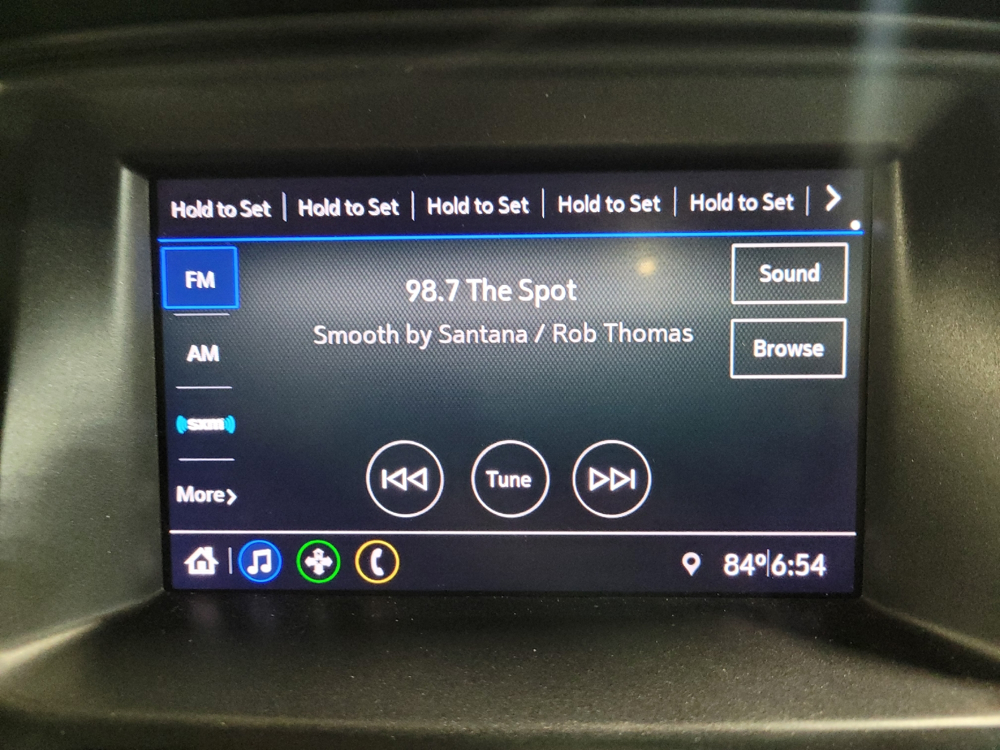 Hold to Set | Hold to Set | Hold to Set | Hold to Set | Hold to Set |
FM
98.7 The Spot
Sound
Smooth by Santana / Rob Thomas
Browse
AM
sxm
More
Tune
84°|6:54